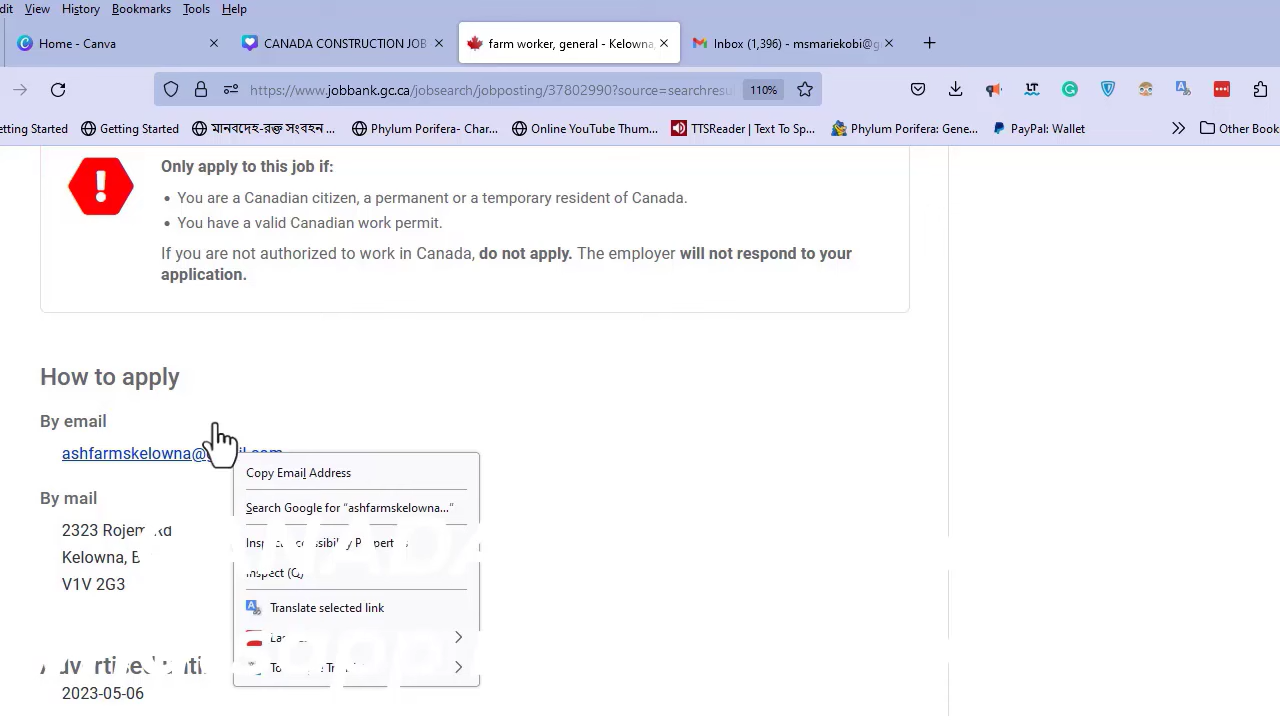 dit View History Bookmarks Tools Help
Home - Canva CANADA CONSTRUCTION JOB farm worker, general - Kelowna, Inbox (1,396) - msmariekobi@g
https://www.jobbank.gc.ca/jobsearch/jobposting/37802990?source=searchresu 110%
etting Started Getting Started মানবদেহ-রক্ত সংবহন ... Phylum Porifera- Char... Online YouTube Thum... TTSReader | Text To Sp... Phylum Porifera: Gene... PayPal: Wallet Other Book
Only apply to this job if:
• You are a Canadian citizen, a permanent or a temporary resident of Canada.
• You have a valid Canadian work permit.
If you are not authorized to work in Canada, do not apply. The employer will not respond to your
application.
How to apply
By email
ashfarmskelowna@
Copy Email Address
By mail
Search Google for “ashfarmskelowna...”
2323 Rojem Rd
Kelowna,
V1V 2G3
Inspect (Q)
Translate selected link
2023-05-06